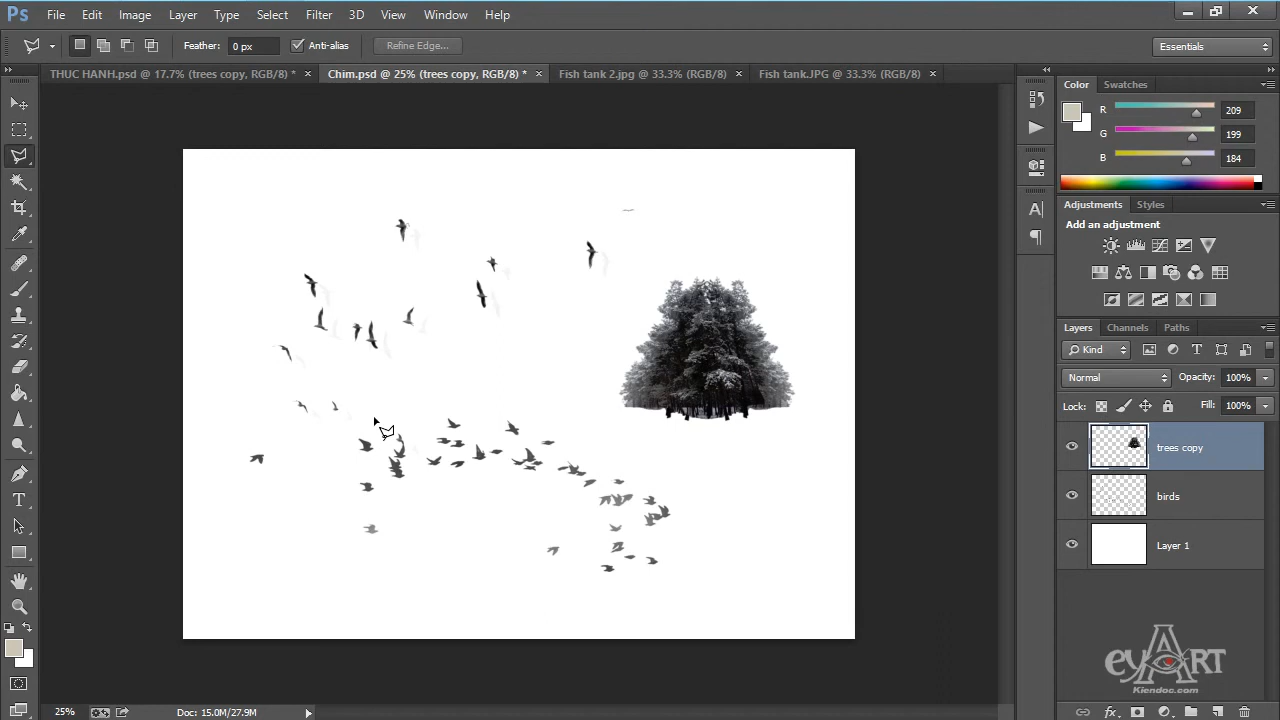 Ps File Edit Image Layer Type Select Filter 3D View Window Help
Feather: 0 px Anti-alias Refine Edge... Essentials
THUC HANH.psd @ 17.7% (trees copy, RGB/8) * × Chim.psd @ 25% (trees copy, RGB/8) * × Fish tank 2.jpg @ 33.3% (RGB/8) × Fish tank.JPG @ 33.3% (RGB/8) ×
Color Swatches
R 209
G 199
B 184
Adjustments Styles
Add an adjustment
Layers Channels Paths
Kind
Normal Opacity: 100%
Lock: Fill: 100%
trees copy
birds
Layer 1
eyART
Kiendoc.com
25% Doc: 15.0M/27.9M